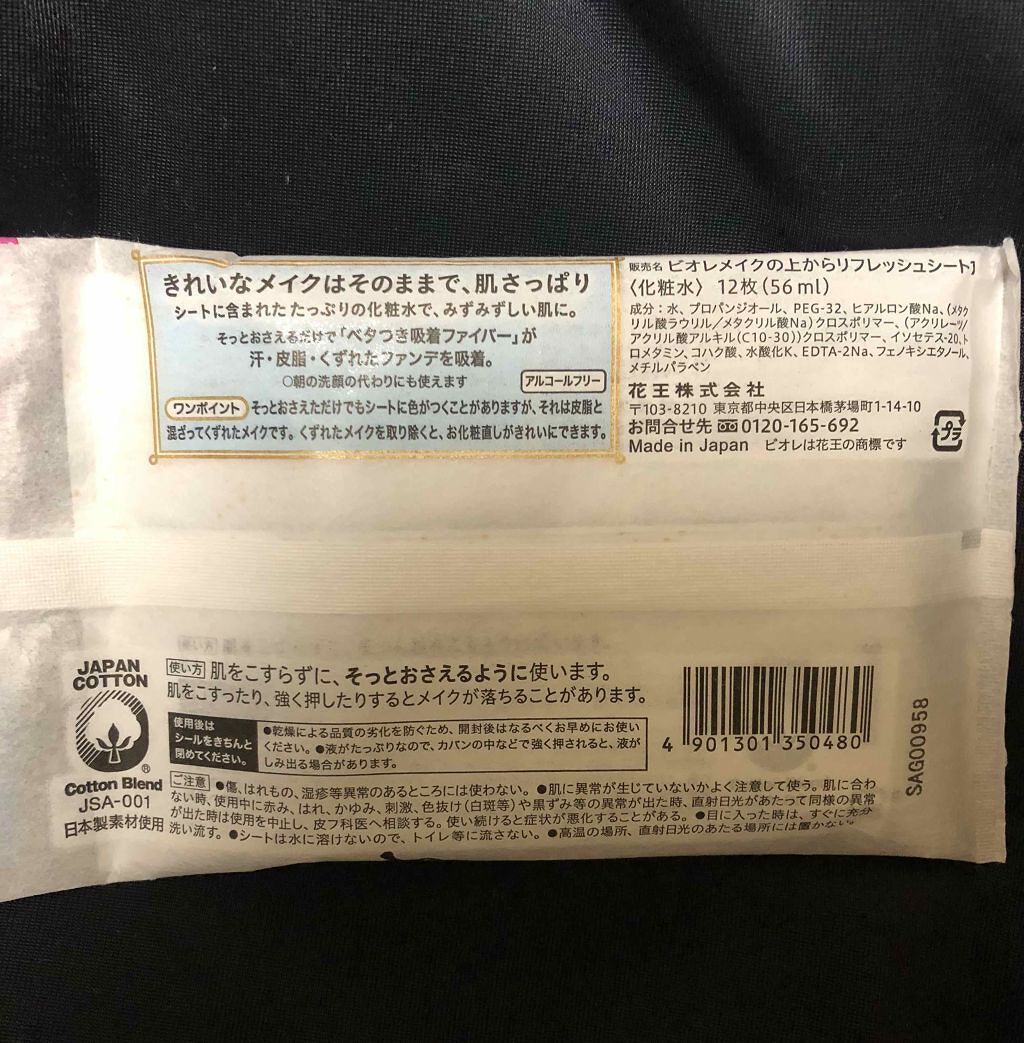 きれいなメイクはそのままで、肌さっぱり
シートに含まれたたっぷりの化粧水で、みずみずしい肌に。
そっとおさえるだけで「ベタつき吸着ファイバー」が
汗・皮脂・くずれたファンデを吸着。
○朝の洗顔の代わりにも使えます
アルコールフリー
ワンポイント そっとおさえただけでもシートに色がつくことがありますが、それは皮脂と
混ざってくずれたメイクです。くずれたメイクを取り除くと、お化粧直しがきれいにできます。
販売名 ビオレメイクの上からリフレッシュシート
〈化粧水〉 12枚(56 ml)
成分:水、プロパンジオール、PEG-32、ヒアルロン酸Na、(メタク
リル酸ラウリル/メタクリル酸Na)クロスポリマー、(アクリレーツ/
アクリル酸アルキル(C10-30))クロスポリマー、イソセテス-20、ト
ロメタミン、コハク酸、水酸化K、EDTA-2Na、フェノキシエタノール、
メチルパラベン
花王株式会社
〒103-8210 東京都中央区日本橋茅場町1-14-10
お問合せ先 0120-165-692
Made in Japan ビオレは花王の商標です
プラ
JAPAN
COTTON
®
Cotton Blend
JSA-001
日本製素材使用
使い方 肌をこすらずに、そっとおさえるように使います。
肌をこすったり、強く押したりするとメイクが落ちることがあります。
使用後は
シールをきちんと
閉めてください。
●乾燥による品質の劣化を防ぐため、開封後はなるべくお早めにお使い
ください。●液がたっぷりなので、カバンの中などで強く押されると、液が
しみ出る場合があります。
ご注意 ●傷、はれもの、湿疹等異常のあるところには使わない。●肌に異常が生じていないかよく注意して使う。肌に合わ
ない時、使用中に赤み、はれ、かゆみ、刺激、色抜け(白斑等)や黒ずみ等の異常が出た時、直射日光があたって同様の異常
が出た時は使用を中止し、皮フ科医へ相談する。使い続けると症状が悪化することがある。●目に入った時は、すぐに充分
洗い流す。●シートは水に溶けないので、トイレ等に流さない。●高温の場所、直射日光のあたる場所には置かない。
4 901301 350480
SAG00958